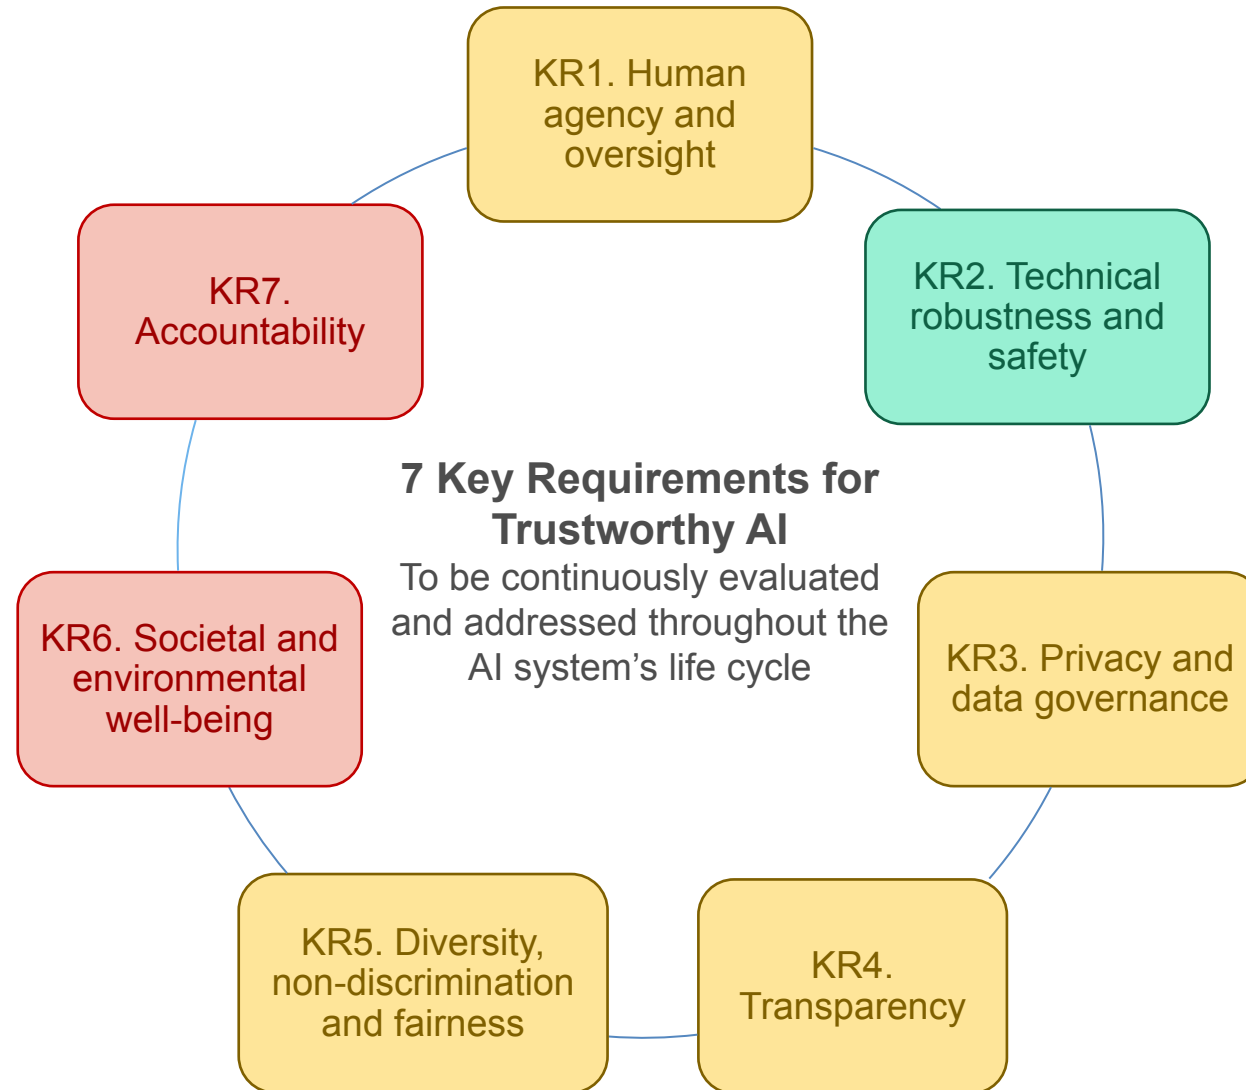 KR1. Human
agency and
oversight
KR2. Technical
robustness and
safety
KR3. Privacy and
data governance
KR4.
Transparency
KR5. Diversity,
non-discrimination
and fairness
KR6. Societal and
environmental
well-being
KR7.
Accountability
7 Key Requirements for
Trustworthy AI
To be continuously evaluated
and addressed throughout the
AI system’s life cycle